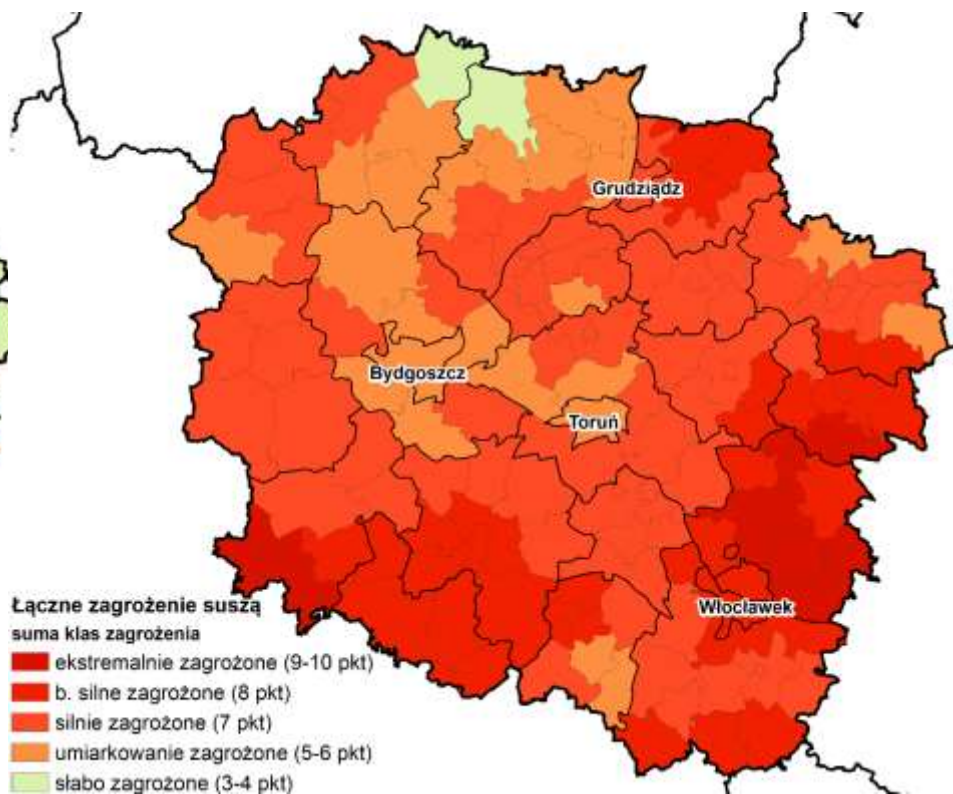 Grudziądz
Bydgoszcz
Toruń
Włocławek
Łączne zagrożenie suszą
suma klas zagrożenia
ekstremalnie zagrożone (9-10 pkt)
b. silne zagrożone (8 pkt)
silnie zagrożone (7 pkt)
umiarkowanie zagrożone (5-6 pkt)
słabo zagrożone (3-4 pkt)